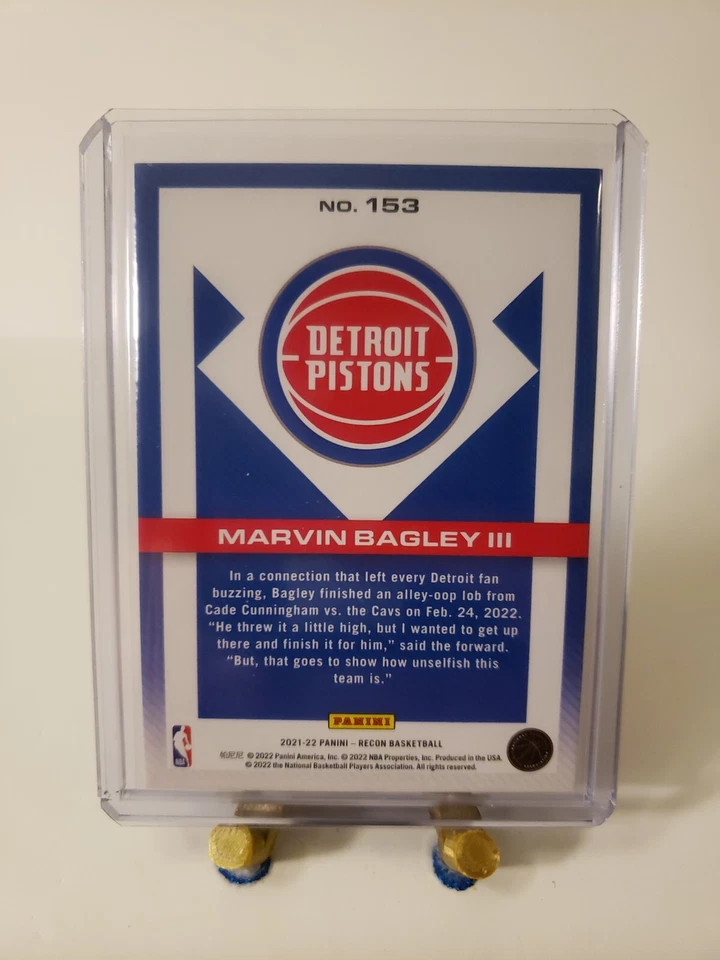 NO. 153
DETROIT
PISTONS
MARVIN BAGLEY III
In a connection that left every Detroit fan
buzzing, Bagley finished an alley-oop lob from
Cade Cunningham vs. the Cavs on Feb. 24, 2022.
“He threw it a little high, but I wanted to get up
there and finish it for him,” said the forward.
“But, that goes to show how unselfish this
team is.”
PANINI
2021-22 PANINI – RECON BASKETBALL
© 2022 Panini America, Inc. © 2022 NBA Properties, Inc. Produced in the USA.
© 2022 the National Basketball Players Association. All rights reserved.
NBA